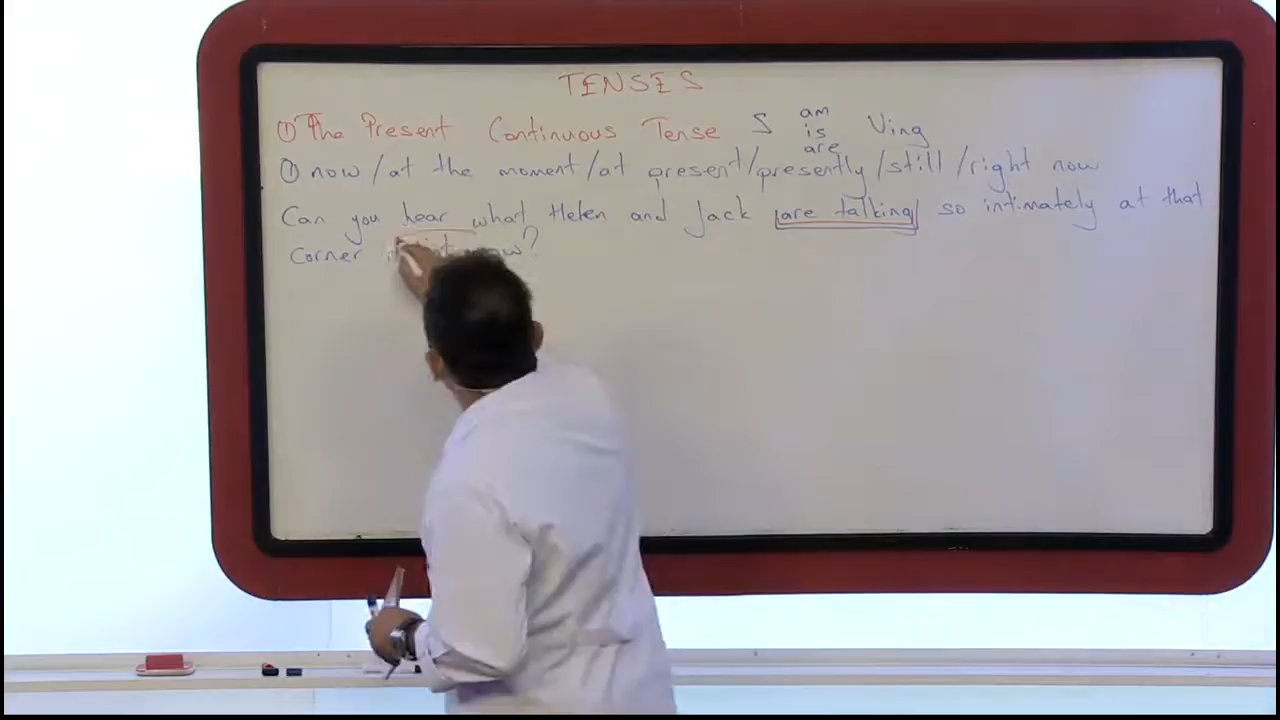 TENSES
① The Present Continuous Tense S am is are Ving
① now / at the moment / at present / presently / still / right now
Can you hear what Helen and Jack are talking so intimately at that
corner now?